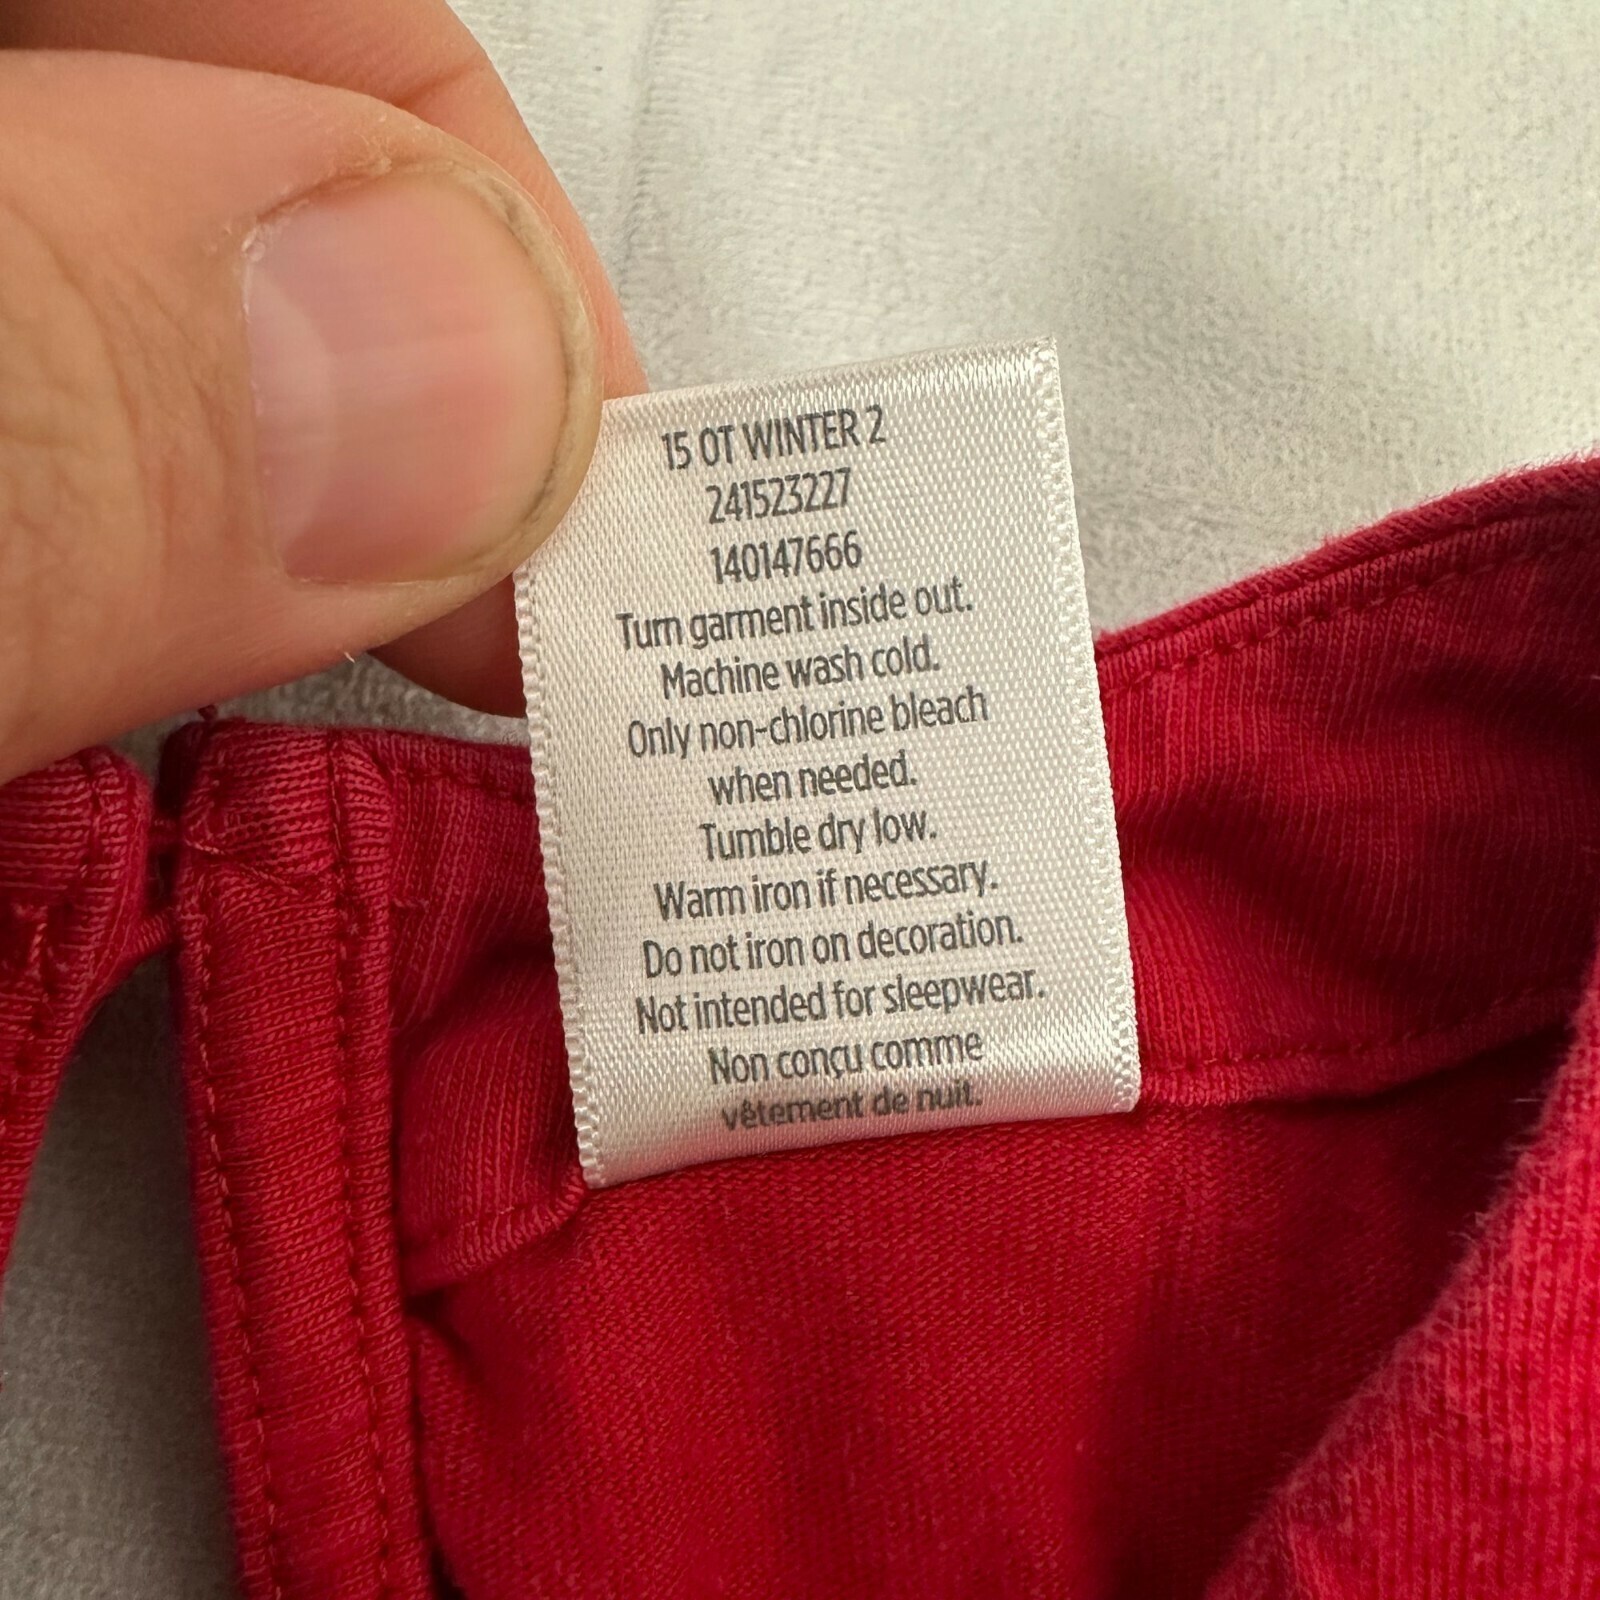 15 OT WINTER 2
241523227
140147666
Turn garment inside out.
Machine wash cold.
Only non-chlorine bleach
when needed.
Tumble dry low.
Warm iron if necessary.
Do not iron on decoration.
Not intended for sleepwear.
Non conçu comme
vêtement de nuit.